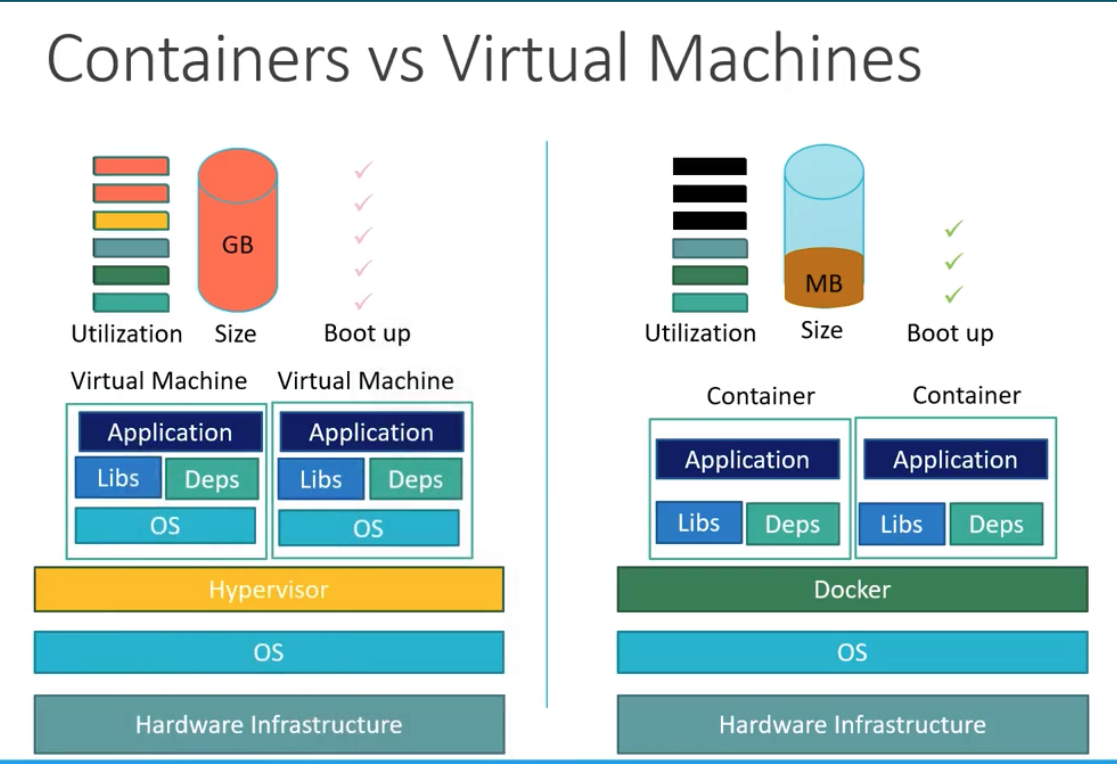 Containers vs Virtual Machines
GB
Utilization
Size
Boot up
Virtual Machine
Virtual Machine
Application
Libs
Deps
OS
Application
Libs
Deps
OS
Hypervisor
OS
Hardware Infrastructure
MB
Utilization
Size
Boot up
Container
Container
Application
Libs
Deps
Application
Libs
Deps
Docker
OS
Hardware Infrastructure